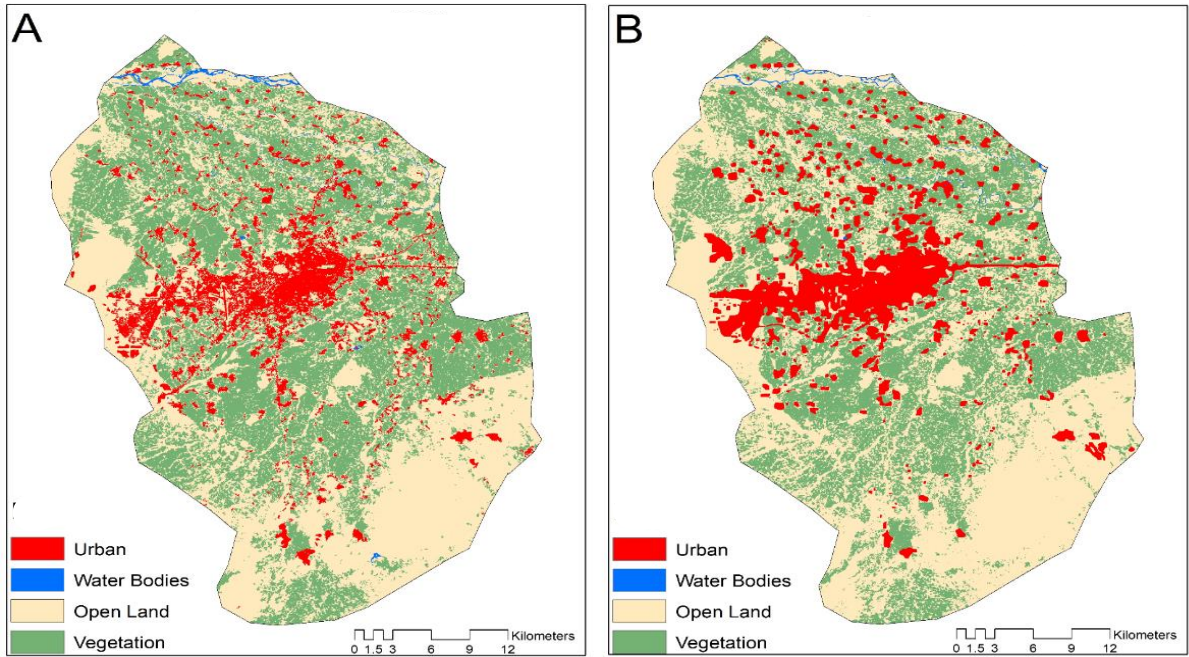 A
Urban
Water Bodies
Open Land
Vegetation
Kilometers
0 1.5 3 6 9 12
B
Urban
Water Bodies
Open Land
Vegetation
Kilometers
0 1.5 3 6 9 12